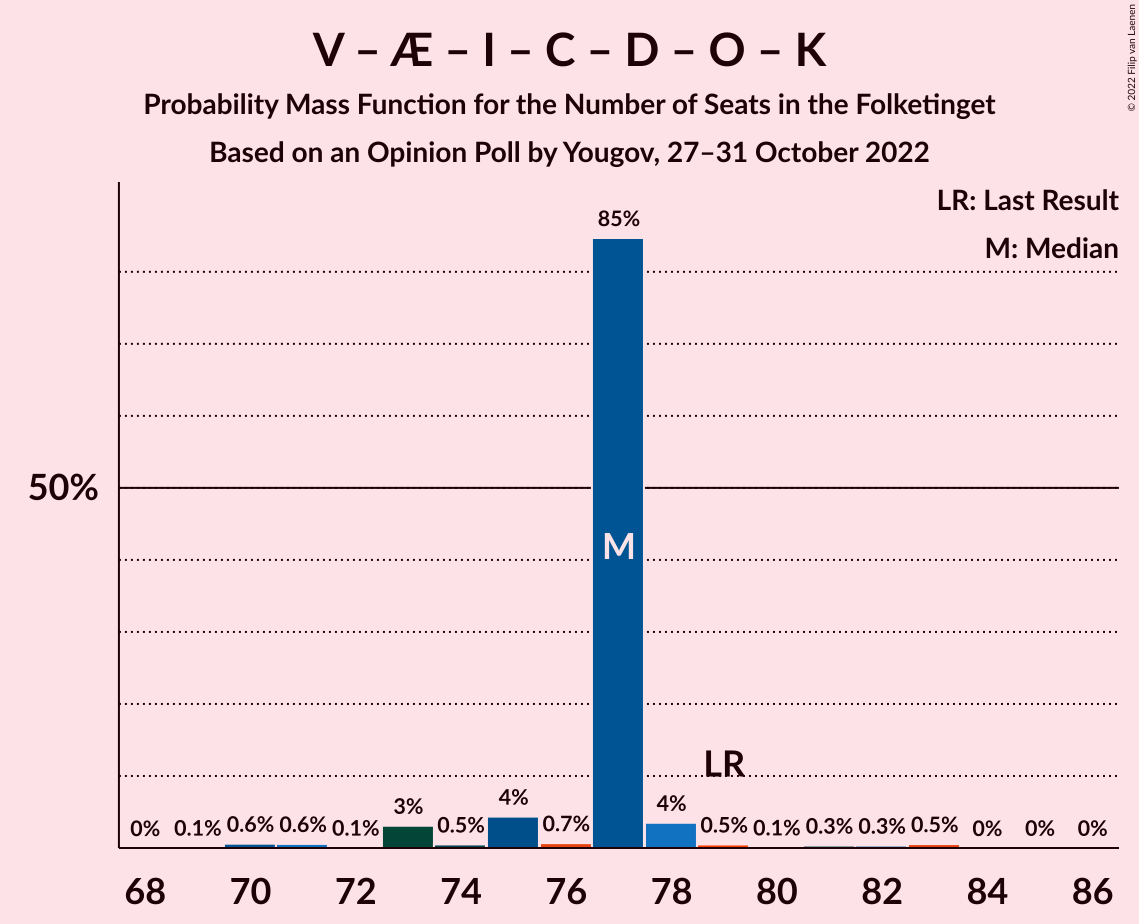 V – Æ – I – C – D – O – K
Probability Mass Function for the Number of Seats in the Folketinget
Based on an Opinion Poll by Yougov, 27–31 October 2022
© 2022 Filip van Laenen
LR: Last Result
M: Median
85%
50%
M
LR
0% 0.1% 0.6% 0.6% 0.1% 3% 0.5% 4% 0.7% 4% 0.5% 0.1% 0.3% 0.3% 0.5% 0% 0% 0%
68 70 72 74 76 78 80 82 84 86